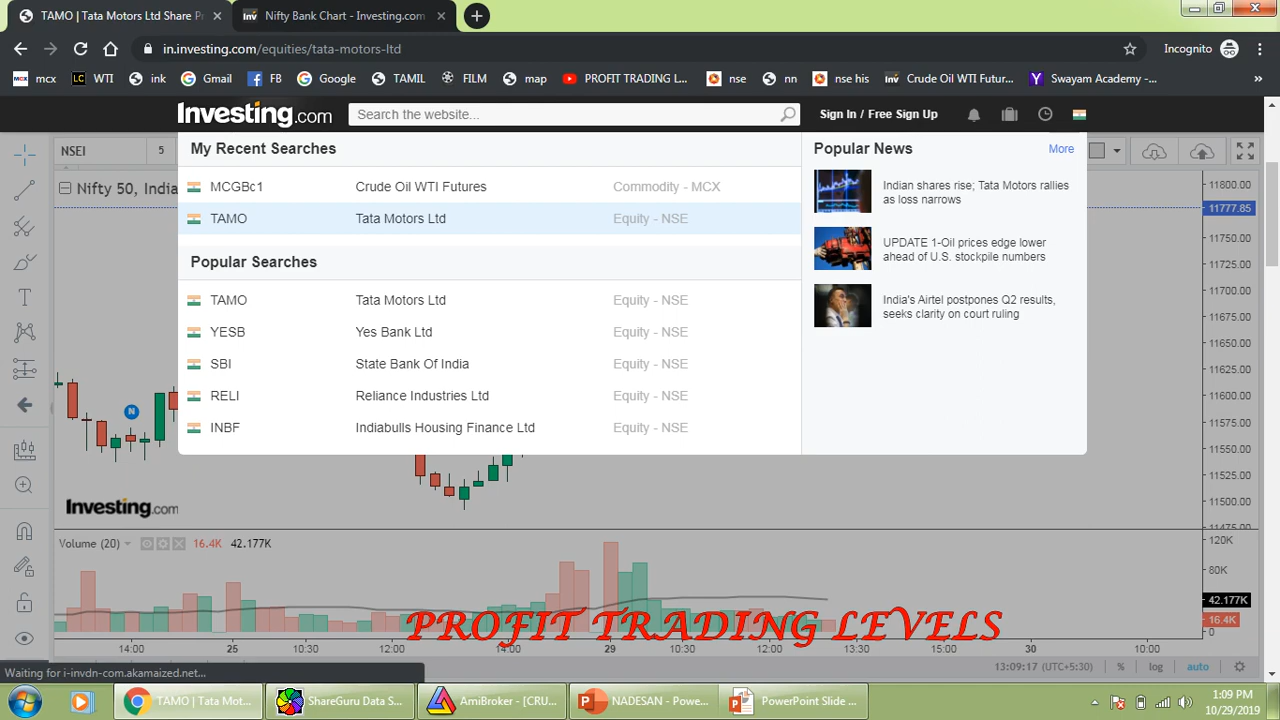 TAMO | Tata Motors Ltd Share Pr
Nifty Bank Chart - Investing.com
in.investing.com/equities/tata-motors-ltd
Incognito
mcx
WTI
ink
Gmail
FB
Google
TAMIL
FILM
map
PROFIT TRADING L...
nse
nn
nse his
Crude Oil WTI Futur...
Swayam Academy -...
Investing.com
Search the website...
Sign In / Free Sign Up
NSEI
5
Nifty 50, India
My Recent Searches
MCGBc1 Crude Oil WTI Futures Commodity - MCX
TAMO Tata Motors Ltd Equity - NSE
Popular Searches
TAMO Tata Motors Ltd Equity - NSE
YESB Yes Bank Ltd Equity - NSE
SBI State Bank Of India Equity - NSE
RELI Reliance Industries Ltd Equity - NSE
INBF Indiabulls Housing Finance Ltd Equity - NSE
Popular News
More
Indian shares rise; Tata Motors rallies
as loss narrows
UPDATE 1-Oil prices edge lower
ahead of U.S. stockpile numbers
India's Airtel postpones Q2 results,
seeks clarity on court ruling
11800.00
11777.85
11750.00
11725.00
11700.00
11675.00
11650.00
11625.00
11600.00
11575.00
11550.00
11525.00
11500.00
11475.00
N
Investing.com
Volume (20)
16.4K
42.177K
120K
80K
42.177K
16.4K
0
PROFIT TRADING LEVELS
14:00 25 10:30 12:00 14:00 29 10:30 12:00 13:30 15:00 30 10:00
13:09:17 (UTC+5:30)
%
log
auto
Waiting for i-invdn-com.akamaized.net...
TAMO | Tata Mot...
ShareGuru Data S...
AmiBroker - [CRU...
NADESAN - Powe...
PowerPoint Slide ...
1:09 PM
10/29/2019